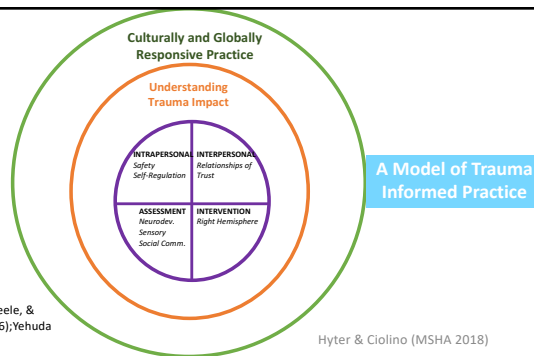 Culturally and Globally
Responsive Practice
Understanding
Trauma Impact
INTRAPERSONAL
Safety
Self-Regulation
INTERPERSONAL
Relationships of
Trust
ASSESSMENT
Neurodev.
Sensory
Social Comm.
INTERVENTION
Right Hemisphere
A Model of Trauma
Informed Practice
eele, &
6);Yehuda
Hyter & Ciolino (MSHA 2018)